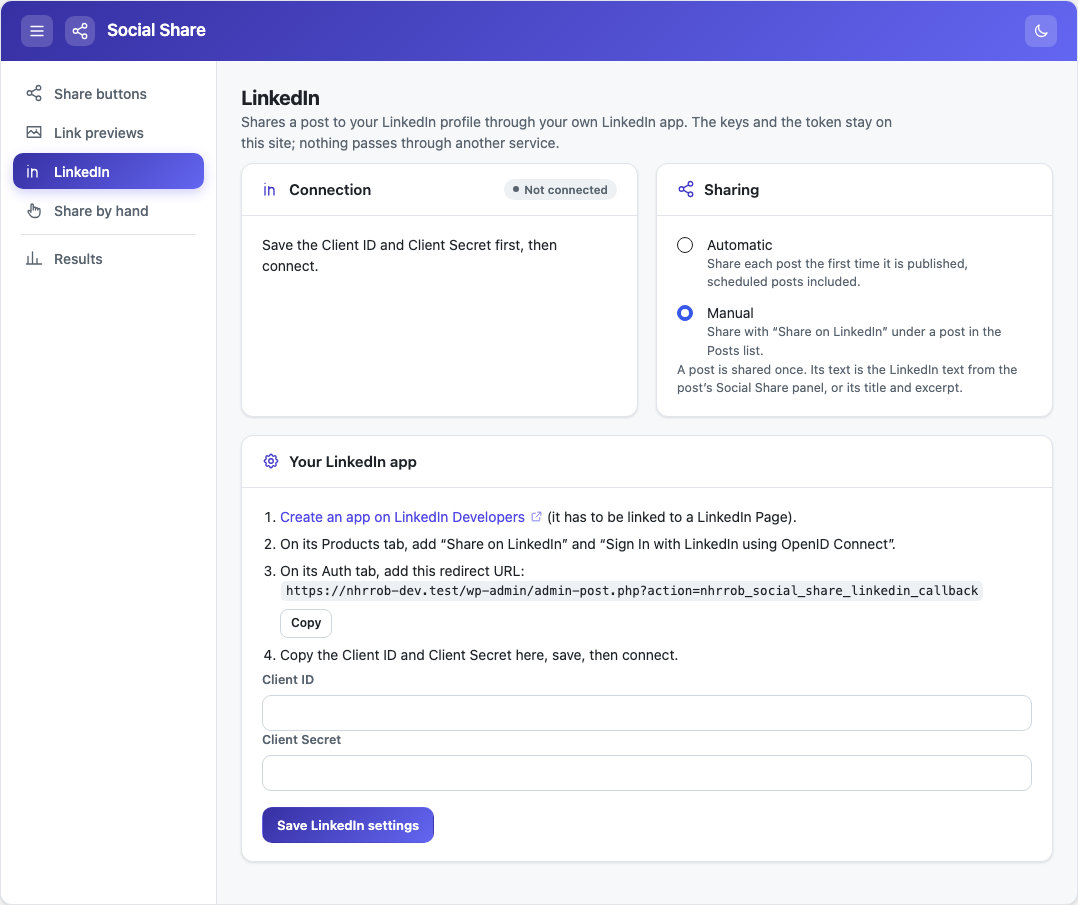 Social Share
Share buttons
Link previews
in LinkedIn
Share by hand
Results
LinkedIn
Shares a post to your LinkedIn profile through your own LinkedIn app. The keys and the token stay on
this site; nothing passes through another service.
in Connection
Not connected
Save the Client ID and Client Secret first, then
connect.
Sharing
Automatic
Share each post the first time it is published,
scheduled posts included.
Manual
Share with “Share on LinkedIn” under a post in the
Posts list.
A post is shared once. Its text is the LinkedIn text from the
post’s Social Share panel, or its title and excerpt.
Your LinkedIn app
1. Create an app on LinkedIn Developers (it has to be linked to a LinkedIn Page).
2. On its Products tab, add “Share on LinkedIn” and “Sign In with LinkedIn using OpenID Connect”.
3. On its Auth tab, add this redirect URL:
https://nhrrob-dev.test/wp-admin/admin-post.php?action=nhrrob_social_share_linkedin_callback
Copy
4. Copy the Client ID and Client Secret here, save, then connect.
Client ID
Client Secret
Save LinkedIn settings